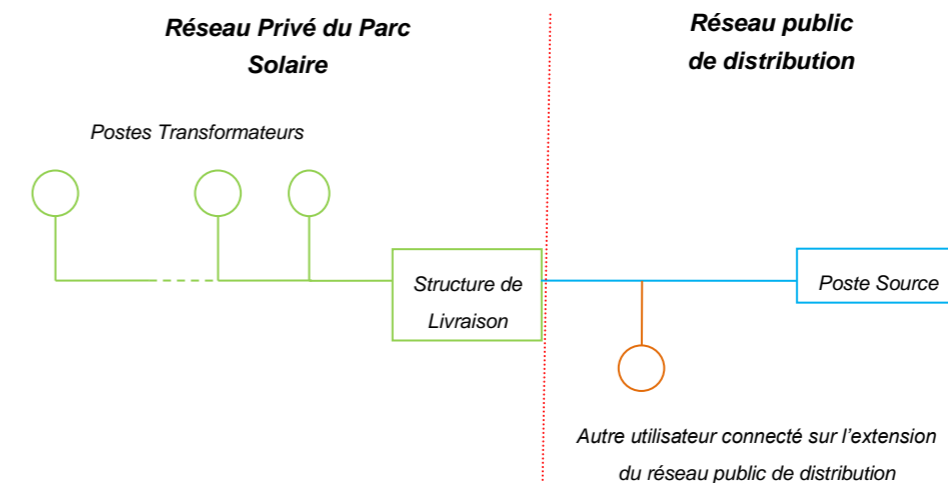 Réseau Privé du Parc
Solaire
Réseau public
de distribution
Postes Transformateurs
Structure de
Livraison
Poste Source
Autre utilisateur connecté sur l’extension
du réseau public de distribution